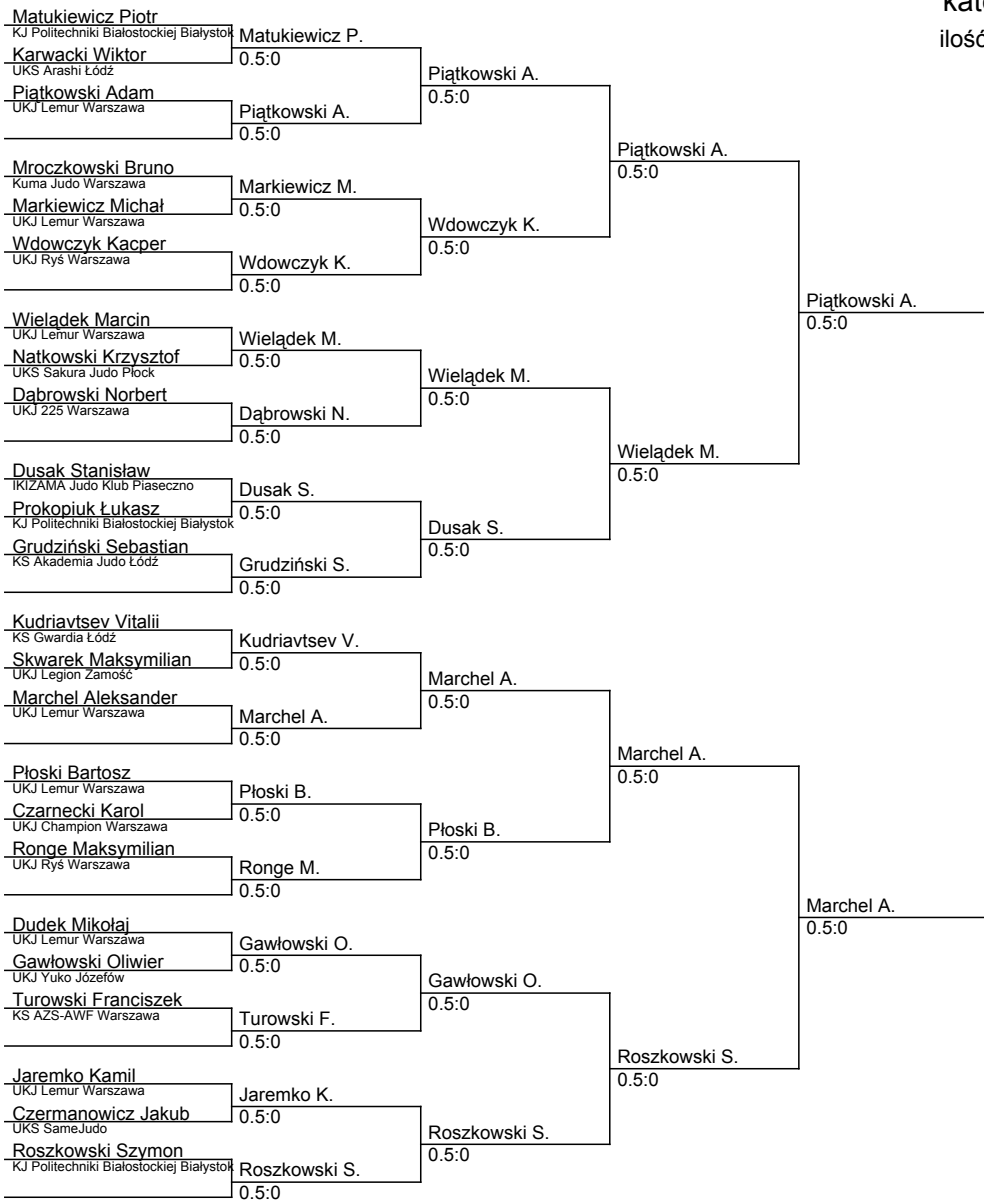 kate
ilość
Matukiewicz Piotr
KJ Politechniki Białostockiej Białystok
Karwacki Wiktor
UKS Arashi Łódź
Piątkowski Adam
UKJ Lemur Warszawa
Mroczkowski Bruno
Kuma Judo Warszawa
Markiewicz Michał
UKJ Lemur Warszawa
Wdowczyk Kacper
UKJ Ryś Warszawa
Wielądek Marcin
UKJ Lemur Warszawa
Natkowski Krzysztof
UKS Sakura Judo Płock
Dąbrowski Norbert
UKJ 225 Warszawa
Dusak Stanisław
IKIZAMA Judo Klub Piaseczno
Prokopiuk Łukasz
KJ Politechniki Białostockiej Białystok
Grudziński Sebastian
KS Akademia Judo Łódź
Kudriavtsev Vitalii
KS Gwardia Łódź
Skwarek Maksymilian
UKJ Legion Zamość
Marchel Aleksander
UKJ Lemur Warszawa
Płoski Bartosz
UKJ Lemur Warszawa
Czarnecki Karol
UKJ Champion Warszawa
Ronge Maksymilian
UKJ Ryś Warszawa
Dudek Mikołaj
UKJ Lemur Warszawa
Gawłowski Oliwier
UKJ Yuko Józefów
Turowski Franciszek
KS AZS-AWF Warszawa
Jaremko Kamil
UKJ Lemur Warszawa
Czermanowicz Jakub
UKS SameJudo
Roszkowski Szymon
KJ Politechniki Białostockiej Białystok
Matukiewicz P.
0.5:0
Piątkowski A.
0.5:0
Markiewicz M.
0.5:0
Wdowczyk K.
0.5:0
Wielądek M.
0.5:0
Dąbrowski N.
0.5:0
Dusak S.
0.5:0
Grudziński S.
0.5:0
Kudriavtsev V.
0.5:0
Marchel A.
0.5:0
Płoski B.
0.5:0
Ronge M.
0.5:0
Gawłowski O.
0.5:0
Turowski F.
0.5:0
Jaremko K.
0.5:0
Roszkowski S.
0.5:0
Piątkowski A.
0.5:0
Wdowczyk K.
0.5:0
Wielądek M.
0.5:0
Dusak S.
0.5:0
Marchel A.
0.5:0
Płoski B.
0.5:0
Gawłowski O.
0.5:0
Roszkowski S.
0.5:0
Piątkowski A.
0.5:0
Wielądek M.
0.5:0
Marchel A.
0.5:0
Roszkowski S.
0.5:0
Piątkowski A.
0.5:0
Marchel A.
0.5:0